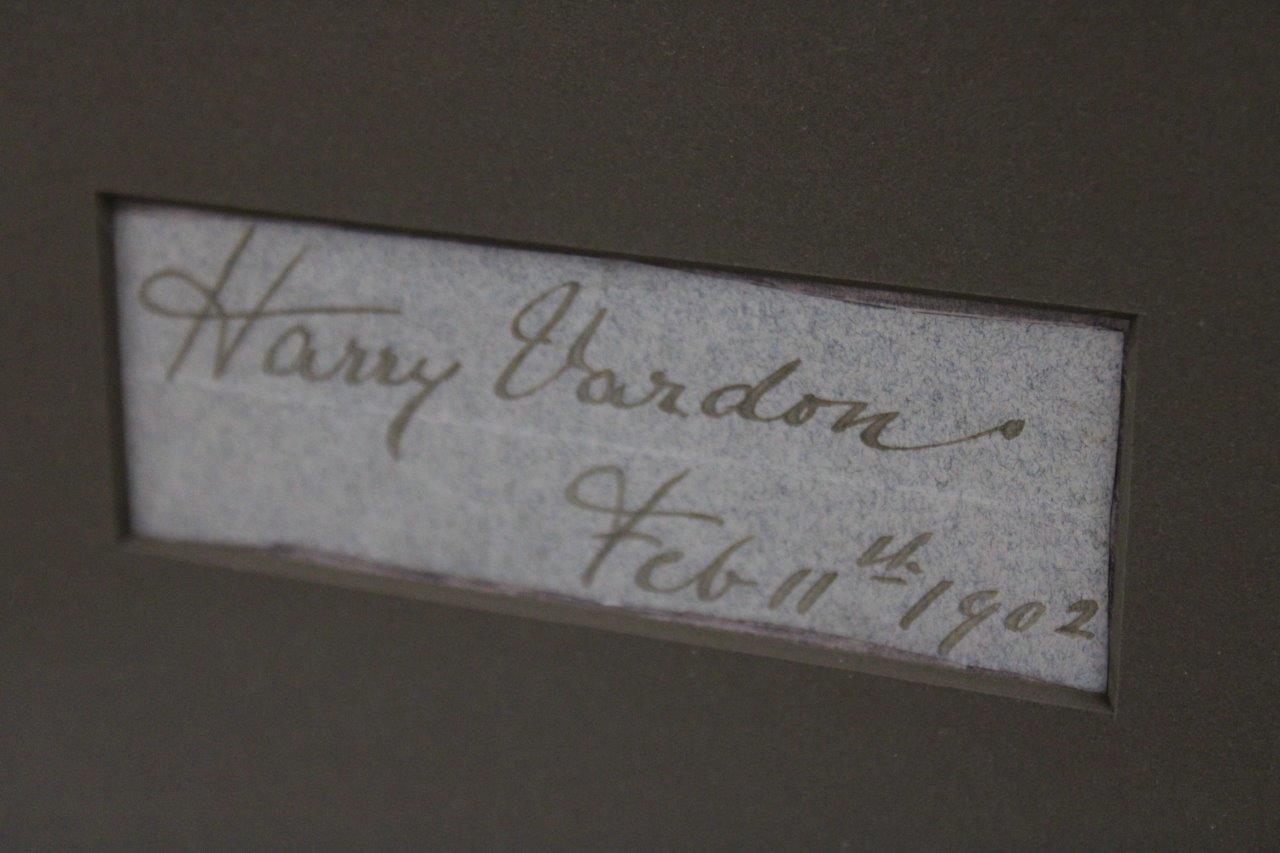 Harry Vardon.
Feb 11th 1902